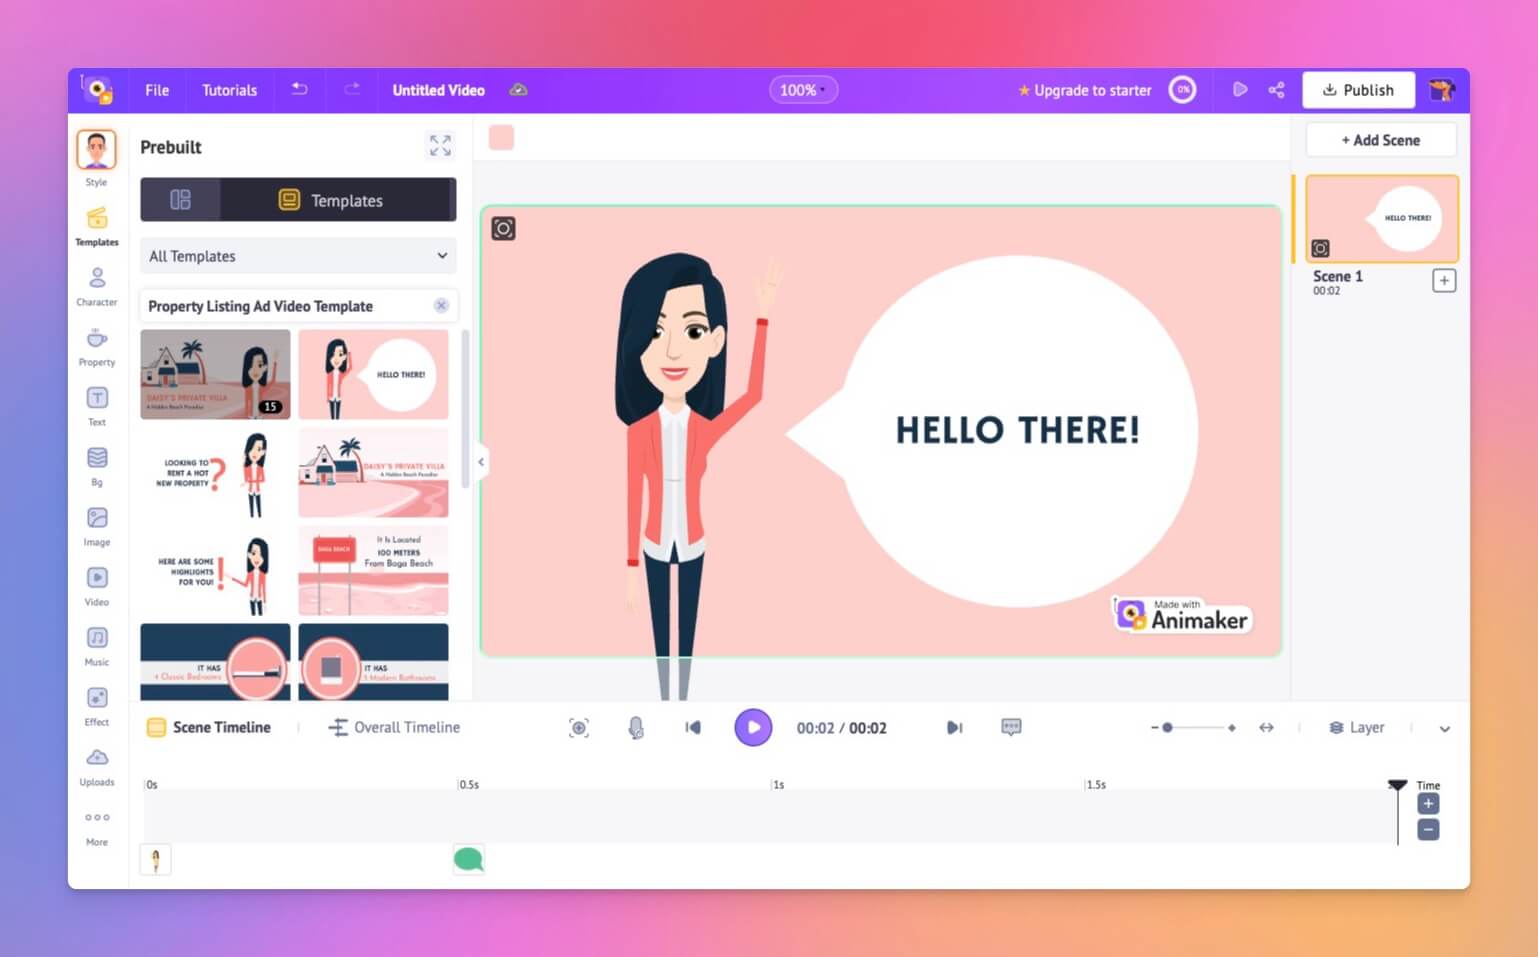 File
Tutorials
Untitled Video
100%
Upgrade to starter
0%
Publish
Style
Templates
Character
Property
Text
Bg
Image
Video
Music
Effect
Uploads
More
Prebuilt
Templates
All Templates
Property Listing Ad Video Template
DAISY'S PRIVATE VILLA
A Hidden Beach Paradise
15
HELLO THERE!
LOOKING TO
RENT A HOT
NEW PROPERTY?
DAISY'S PRIVATE VILLA
A Hidden Beach Paradise
HERE ARE SOME
HIGHLIGHTS
FOR YOU!
BAGA BEACH
It Is Located
100 METERS
From Baga Beach
IT HAS
4 Classic Bedrooms
IT HAS
3 Modern Bathrooms
HELLO THERE!
Made with
Animaker
+ Add Scene
HELLO THERE!
Scene 1
00:02
Scene Timeline
Overall Timeline
00:02 / 00:02
Layer
0s
0.5s
1s
1.5s
Time